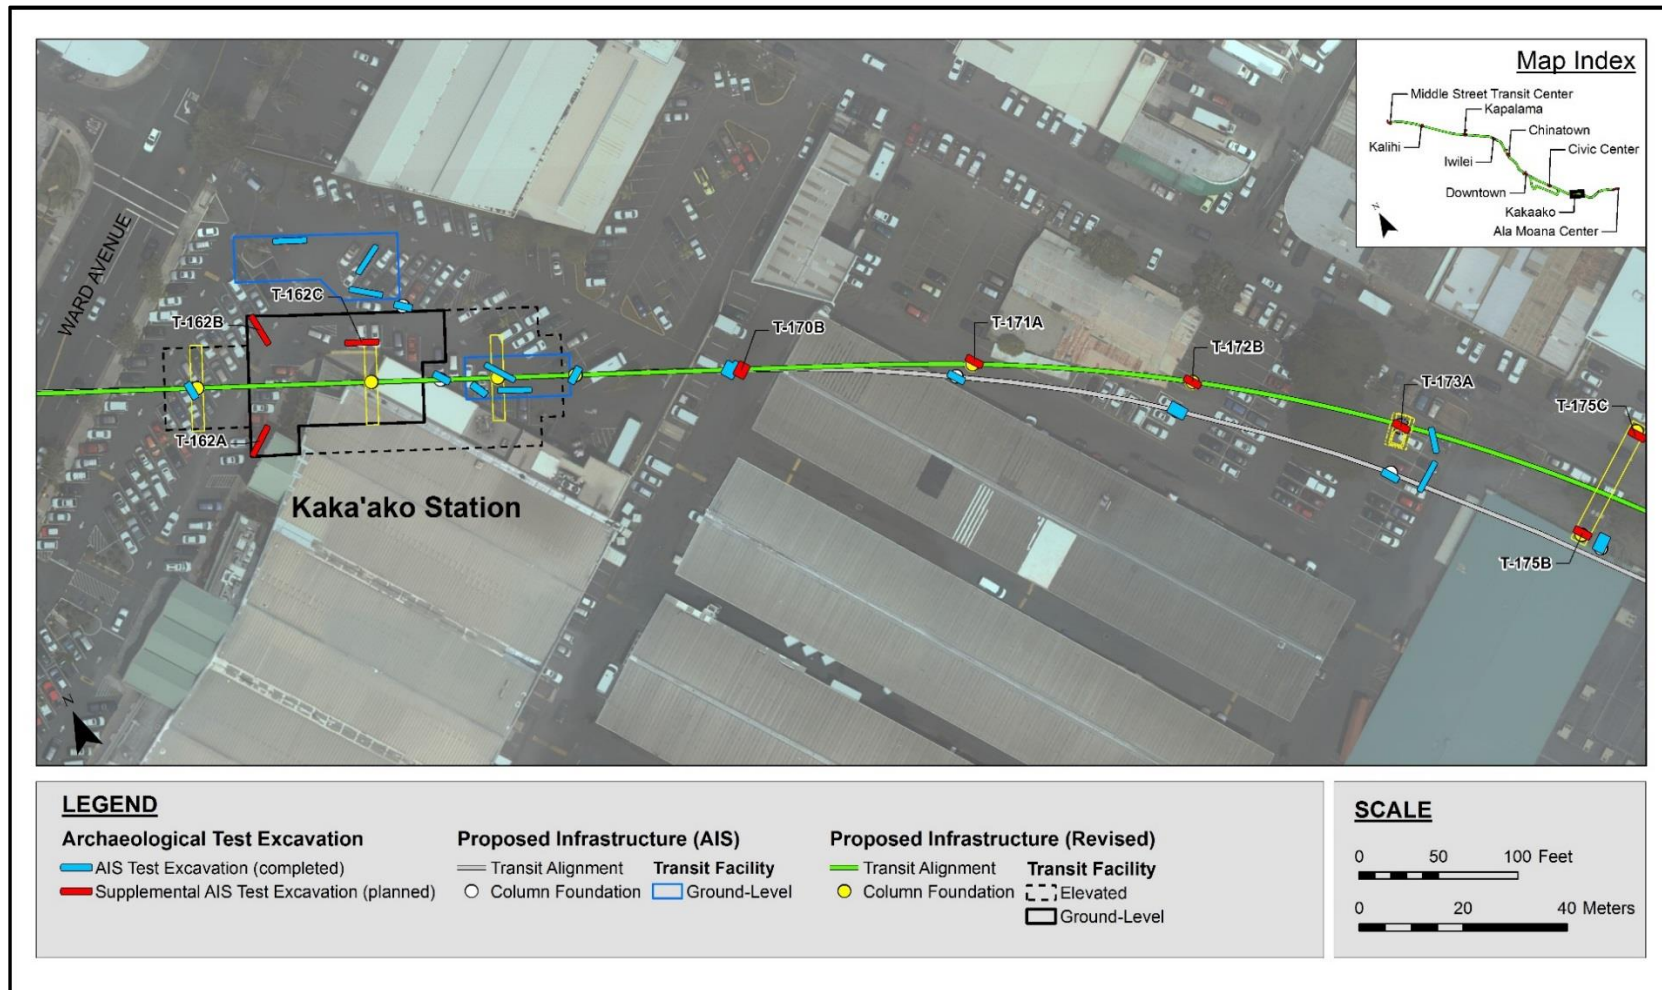 Map Index
Middle Street Transit Center
Kapalama
Chinatown
Kalihi
Iwilei
Civic Center
Downtown
Kakaako
Ala Moana Center
N
WARD AVENUE
T-162C
T-162B
T-170B
T-171A
T-172B
T-173A
T-175C
T-162A
Kaka'ako Station
T-175B
N
LEGEND
Archaeological Test Excavation
AIS Test Excavation (completed)
Supplemental AIS Test Excavation (planned)
Proposed Infrastructure (AIS)
Transit Alignment
Column Foundation
Transit Facility
Ground-Level
Proposed Infrastructure (Revised)
Transit Alignment
Column Foundation
Transit Facility
Elevated
Ground-Level
SCALE
0 50 100 Feet
0 20 40 Meters